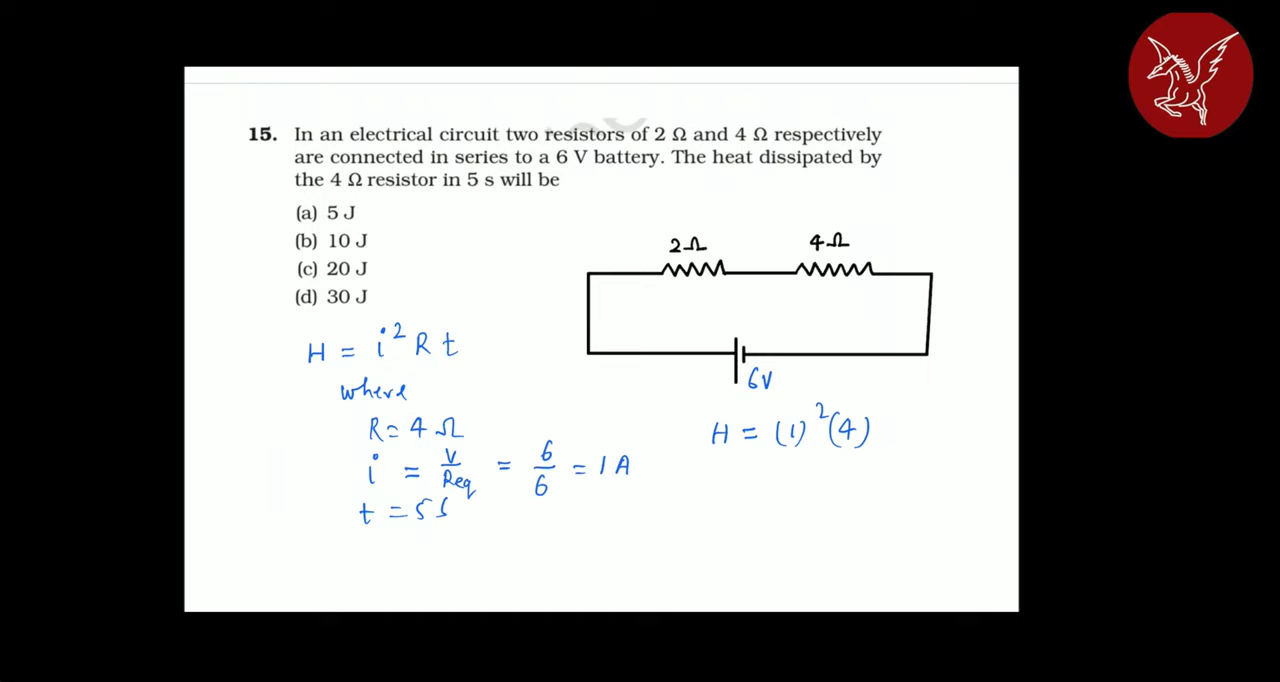 15. In an electrical circuit two resistors of 2 Ω and 4 Ω respectively
are connected in series to a 6 V battery. The heat dissipated by
the 4 Ω resistor in 5 s will be
(a) 5 J
(b) 10 J
(c) 20 J
(d) 30 J
2Ω
4Ω
6V
H = i² R t
where
R = 4 Ω
i = V/Req = 6/6 = 1 A
t = 5 s
H = (1)²(4)